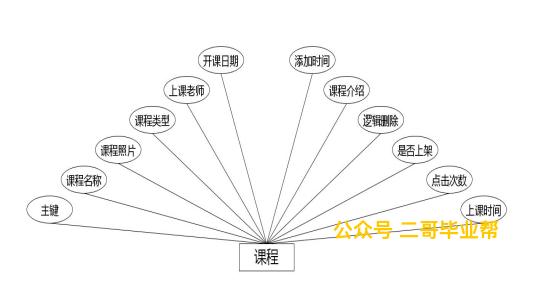 开课日期
添加时间
上课老师
课程介绍
课程类型
逻辑删除
课程照片
是否上架
课程名称
点击次数
主键
上课时间
公众号 二哥毕业帮
课程